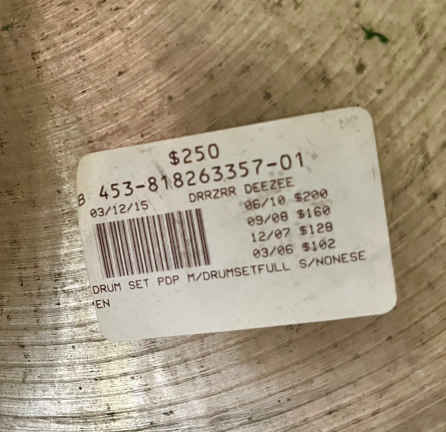 $250
B 453-818263357-01
03/12/15 DRRZRR DEEZEE
06/10 $200
09/08 $160
12/07 $128
03/06 $102
DRUM SET PDP M/DRUMSETFULL S/NONESE
EN